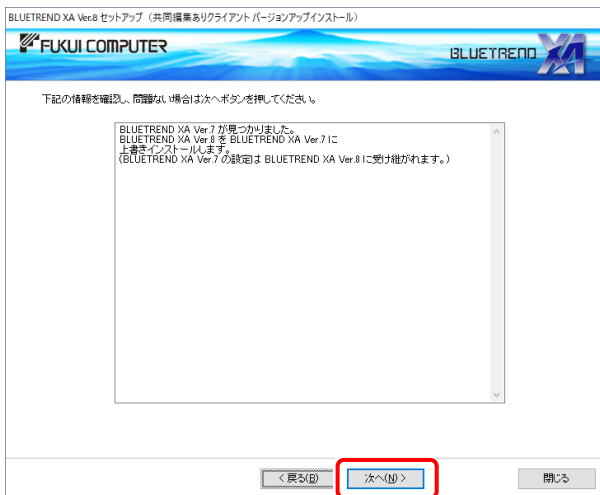 BLUETREND XA Ver.8 セットアップ（共同編集ありクライアント バージョンアップインストール）
FUKUI COMPUTER
BLUETREND XA
下記の情報を確認し、問題ない場合は次へボタンを押してください。
BLUETREND XA Ver.7 が見つかりました。
BLUETREND XA Ver.8 を BLUETREND XA Ver.7 に
上書きインストールします。
(BLUETREND XA Ver.7 の設定は BLUETREND XA Ver.8 に受け継がれます。)
< 戻る(B) 次へ(N) > 閉じる